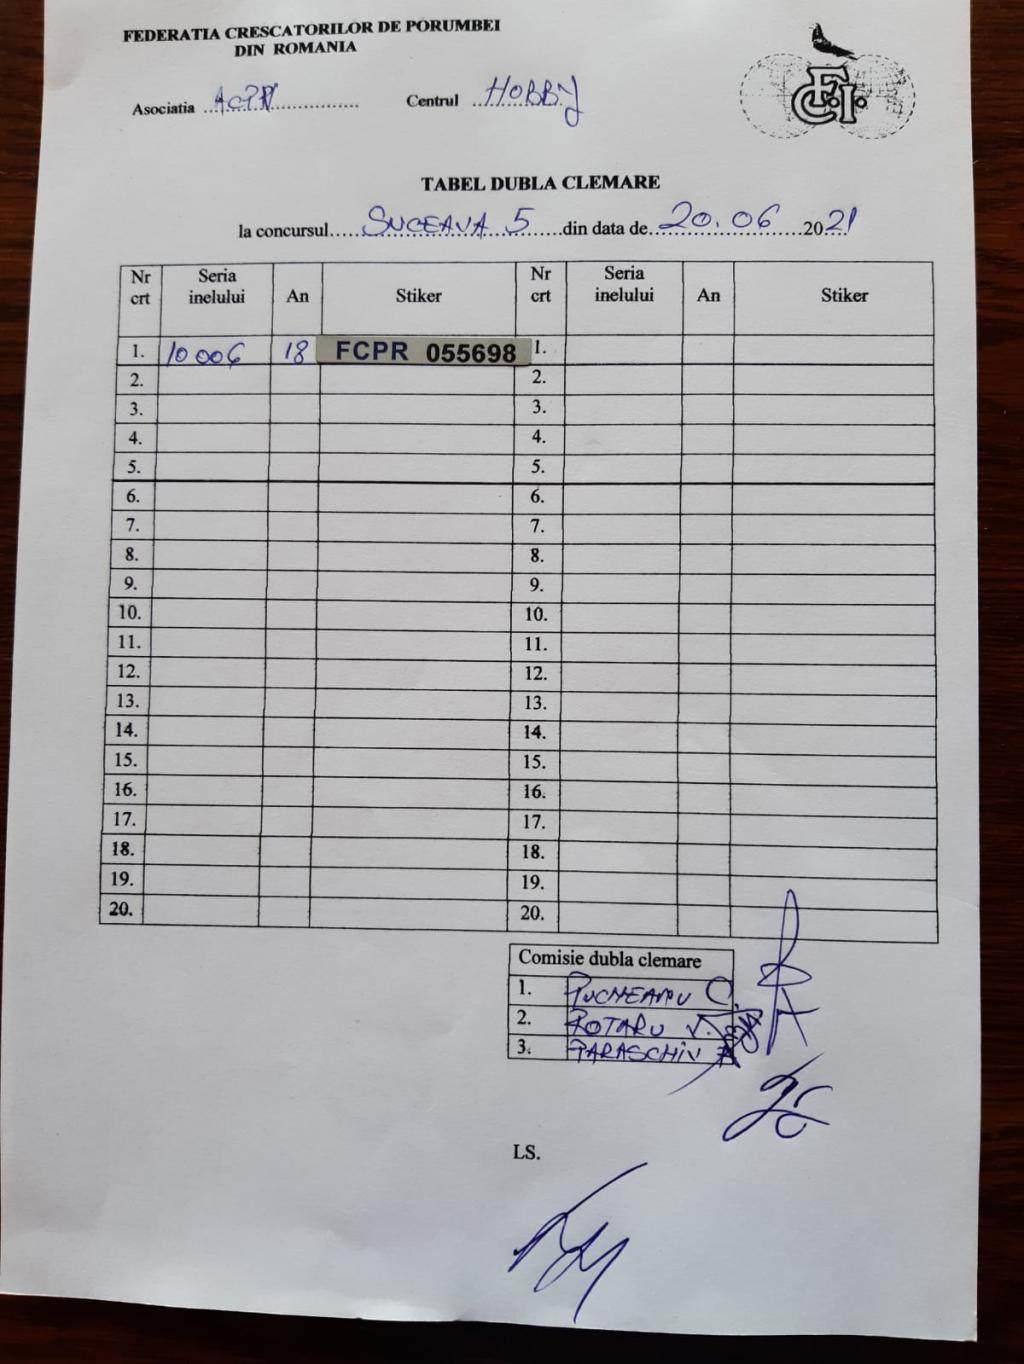 FEDERATIA CRESCATORILOR DE PORUMBEI
DIN ROMANIA
Asociatia ........................ Centrul ..HOBBY
F.C.I.
TABEL DUBLA CLEMARE
la concursul.....SUCEAVA 5.....din data de..20.06......2021
Nr crt Seria inelului An Stiker Nr crt Seria inelului An Stiker
1. 10006 18 FCPR 055698 1.
2. 2.
3. 3.
4. 4.
5. 5.
6. 6.
7. 7.
8. 8.
9. 9.
10. 10.
11. 11.
12. 12.
13. 13.
14. 14.
15. 15.
16. 16.
17. 17.
18. 18.
19. 19.
20. 20.
Comisie dubla clemare
1. C.
2. ROTARU V.
3. PARASCHIV
LS.